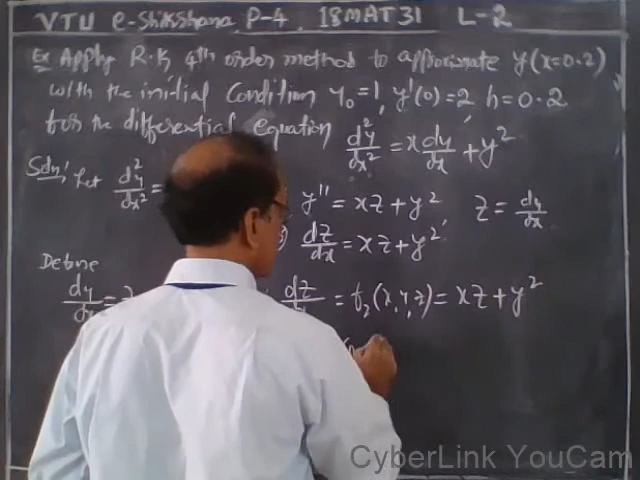 VTU e-Shikshana P-4 18MAT31 L-2
Ex Apply R.K 4th order method to approximate y(x=0.2)
with the initial Condition y₀=1, y'(0)=2 h=0.2
for the differential equation d²y/dx² = x dy/dx + y²
Soln; Let d²y/dx² = y'' = xz+y² z = dy/dx
dz/dx = xz+y²
Define
dy/dx = dz = f₂(x,y,z) = xz+y²
CyberLink YouCam